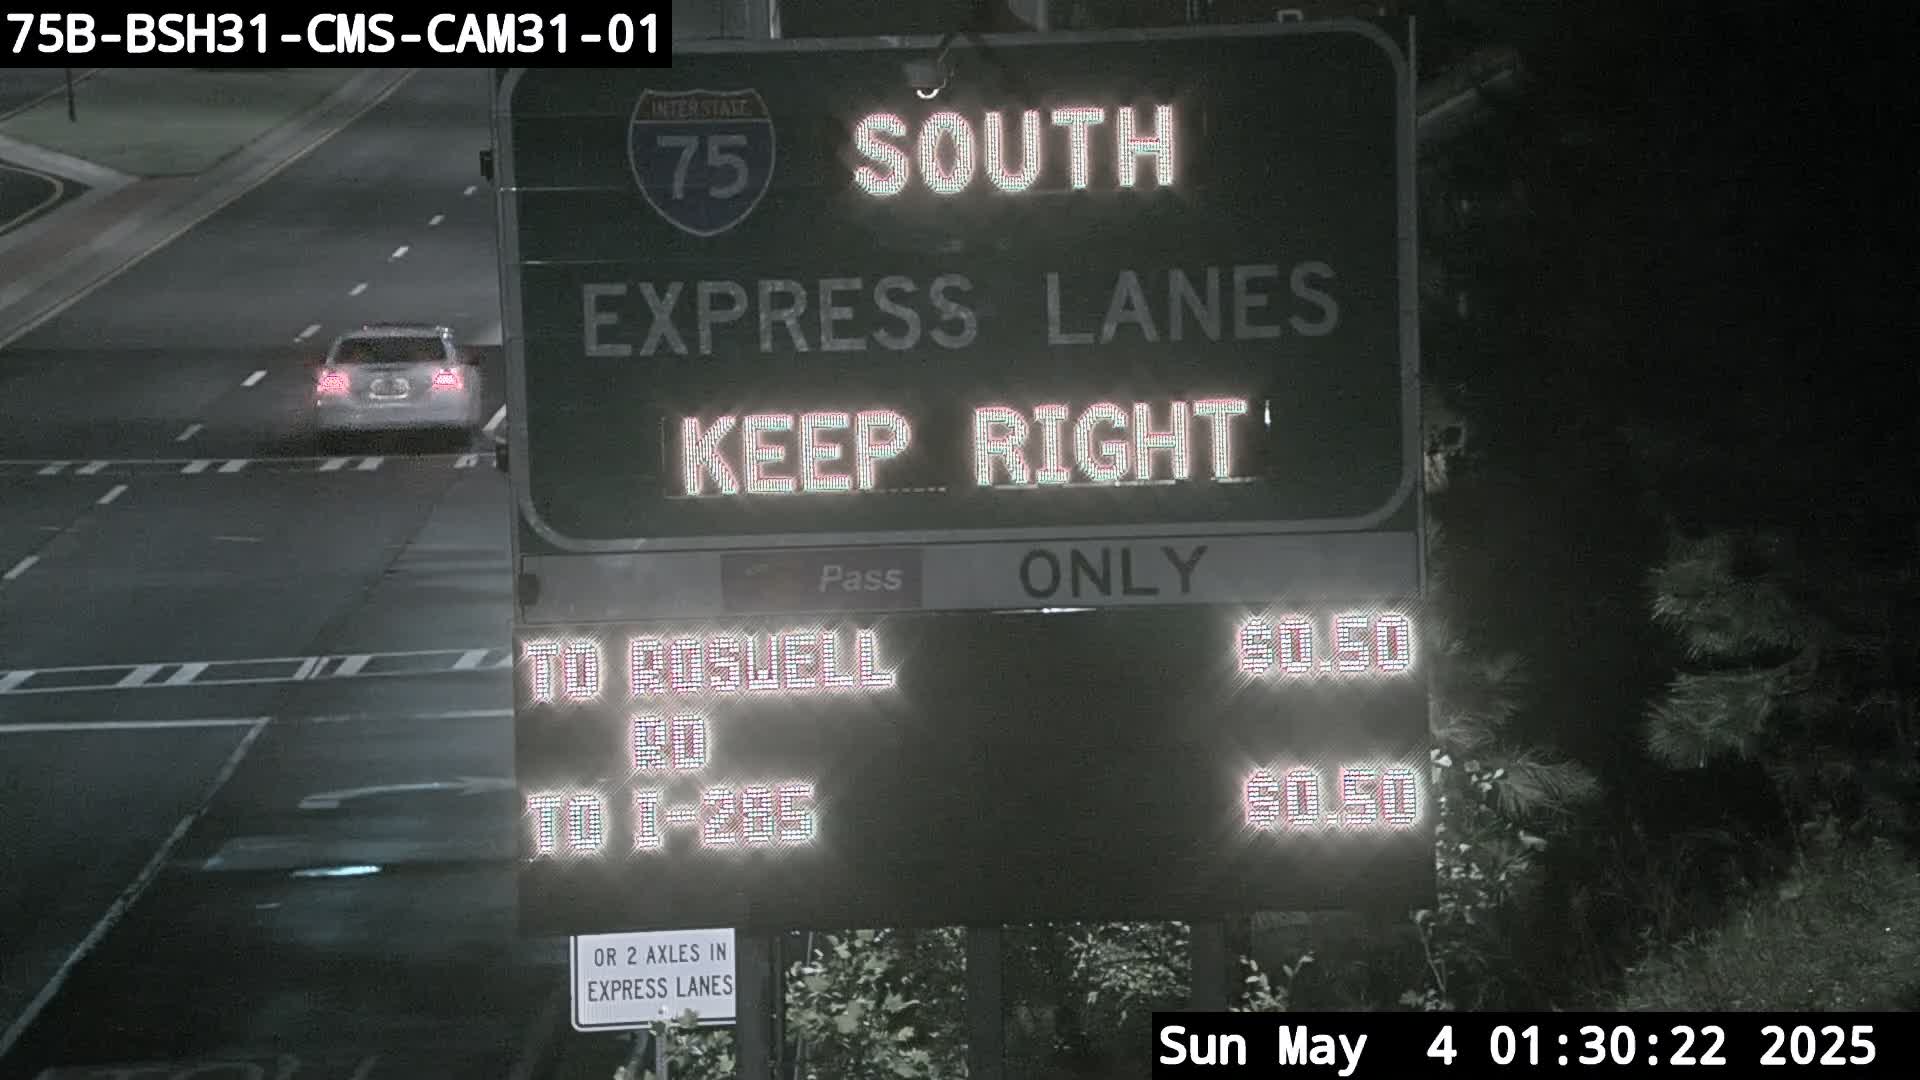 75B-BSH31-CMS-CAM31-01
INTERSTATE
75
SOUTH
EXPRESS LANES
KEEP RIGHT
Pass ONLY
TO ROSWELL $0.50
RD
TO I-285 $0.50
OR 2 AXLES IN
EXPRESS LANES
Sun May 4 01:30:22 2025